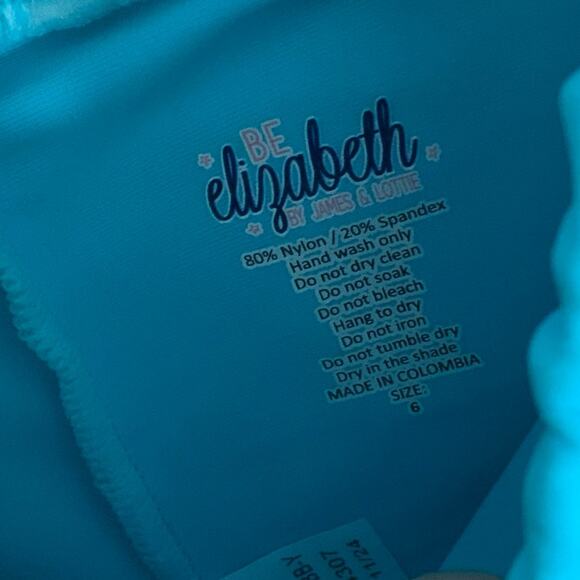 BE
elizabeth
BY JAMES & LOTTIE
80% Nylon / 20% Spandex
Hand wash only
Do not dry clean
Do not soak
Do not bleach
Hang to dry
Do not iron
Do not tumble dry
Dry in the shade
MADE IN COLOMBIA
SIZE:
6
11/24